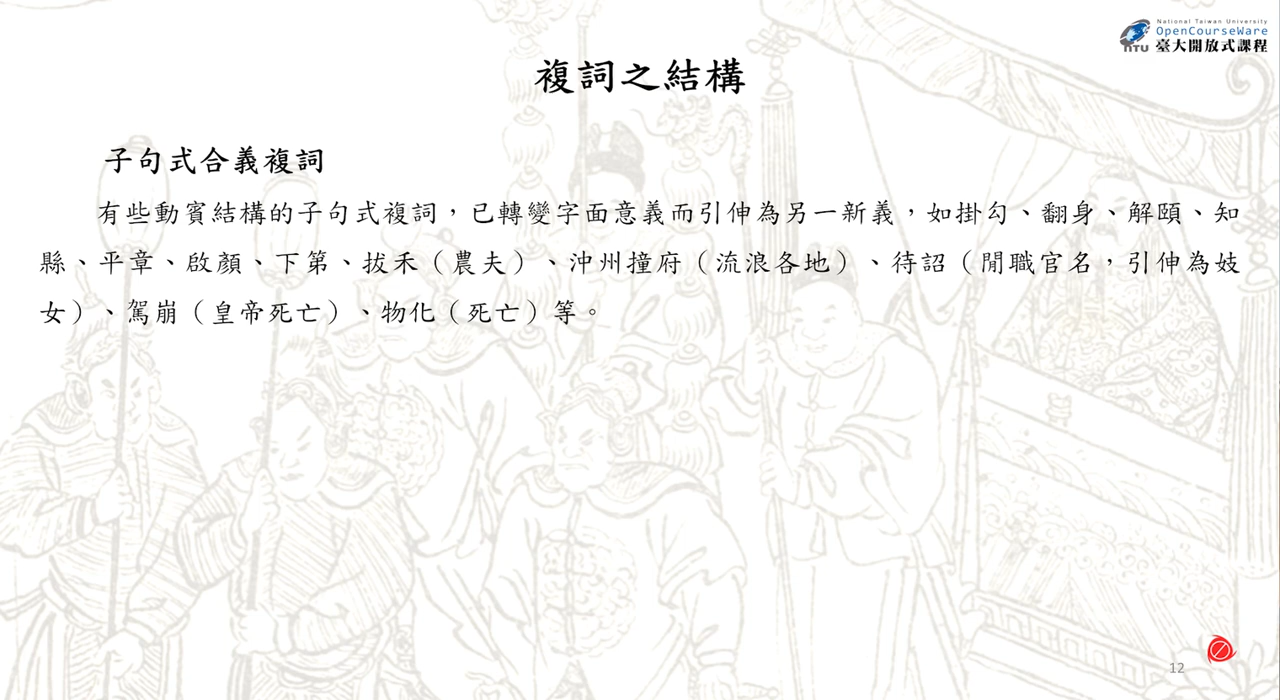 National Taiwan University
OpenCourseWare
NTU 臺大開放式課程
複詞之結構
子句式合義複詞
有些動賓結構的子句式複詞，已轉變字面意義而引伸為另一新義，如掛勾、翻身、解頤、知
縣、平章、啟顏、下第、拔禾（農夫）、沖州撞府（流浪各地）、待詔（閒職官名，引伸為妓
女）、駕崩（皇帝死亡）、物化（死亡）等。
12